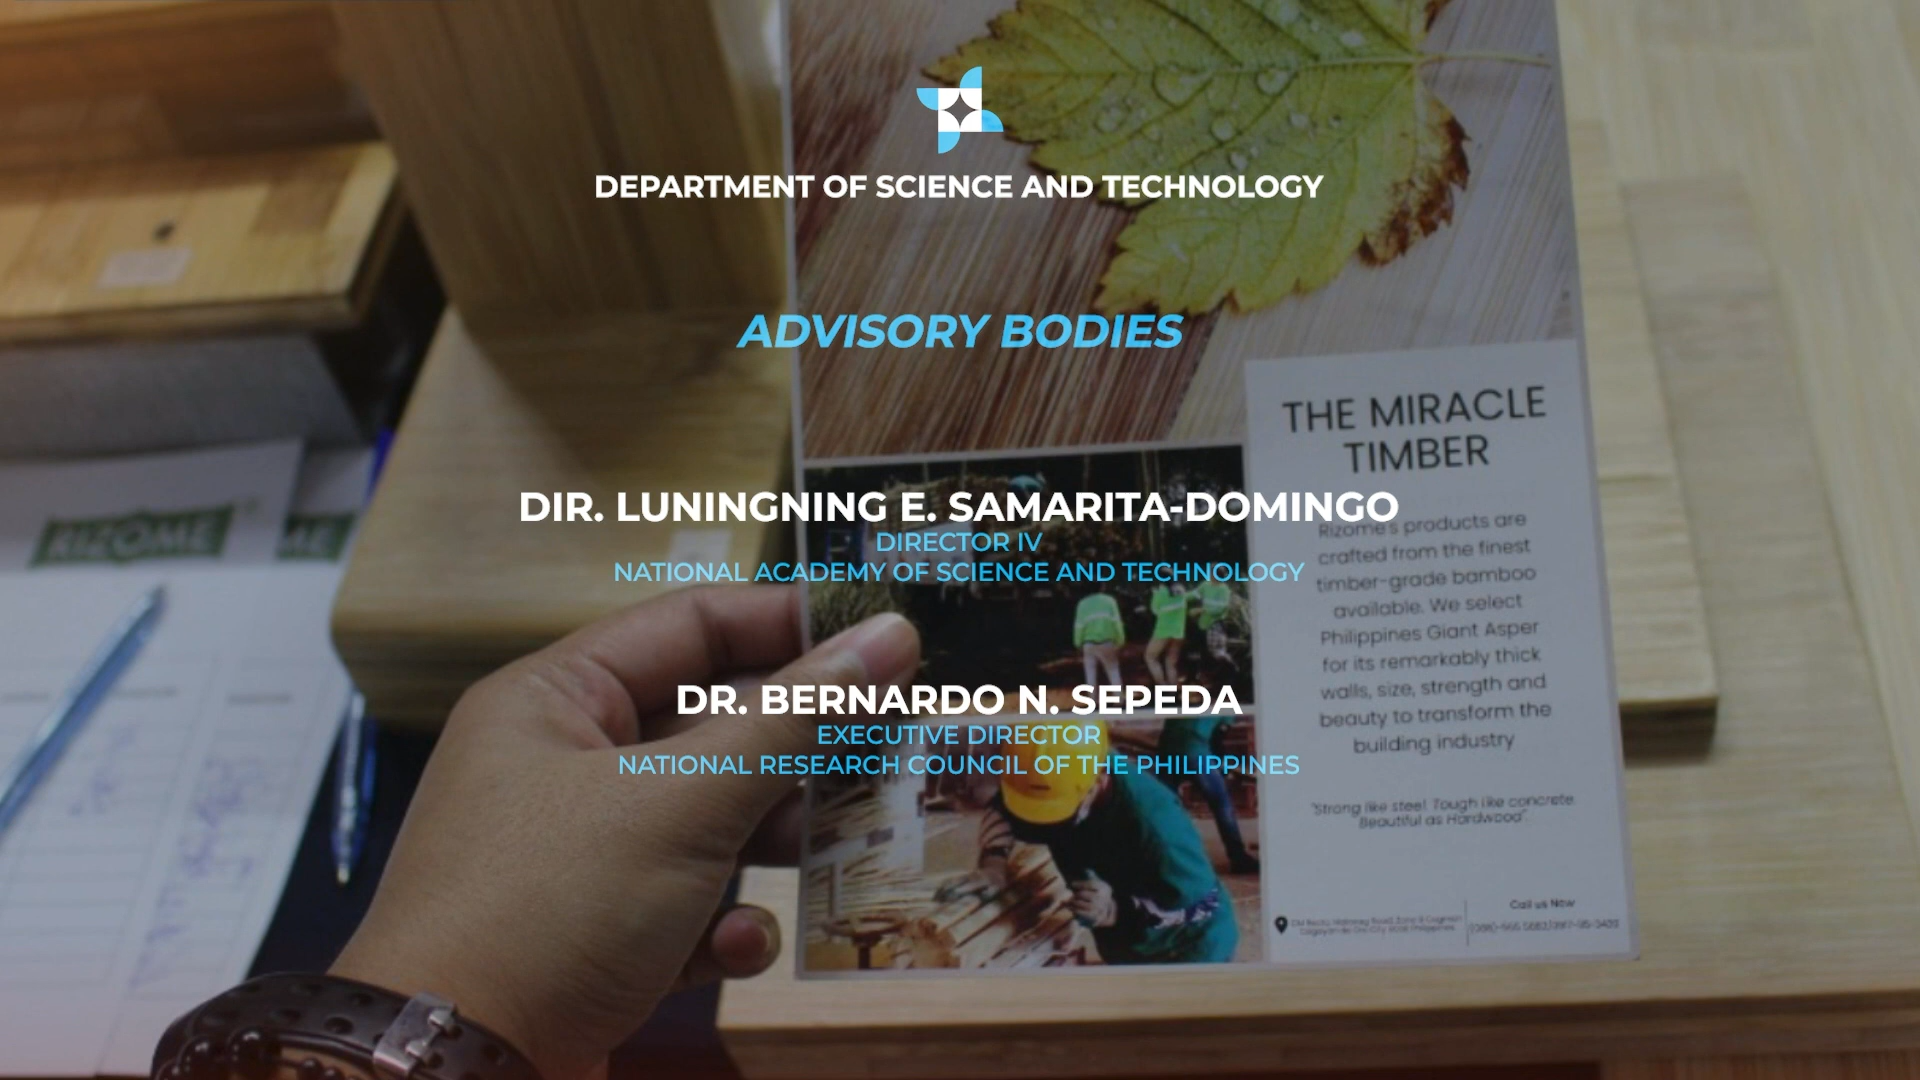 DEPARTMENT OF SCIENCE AND TECHNOLOGY
ADVISORY BODIES
DIR. LUNINGNING E. SAMARITA-DOMINGO
DIRECTOR IV
NATIONAL ACADEMY OF SCIENCE AND TECHNOLOGY
DR. BERNARDO N. SEPEDA
EXECUTIVE DIRECTOR
NATIONAL RESEARCH COUNCIL OF THE PHILIPPINES
THE MIRACLE
TIMBER
Rizome's products are
crafted from the finest
timber-grade bamboo
available. We select
Philippines Giant Asper
for its remarkably thick
walls, size, strength and
beauty to transform the
building industry
"Strong like steel. Tough like concrete.
Beautiful as Hardwood".
Call us Now
RIZOME
ME